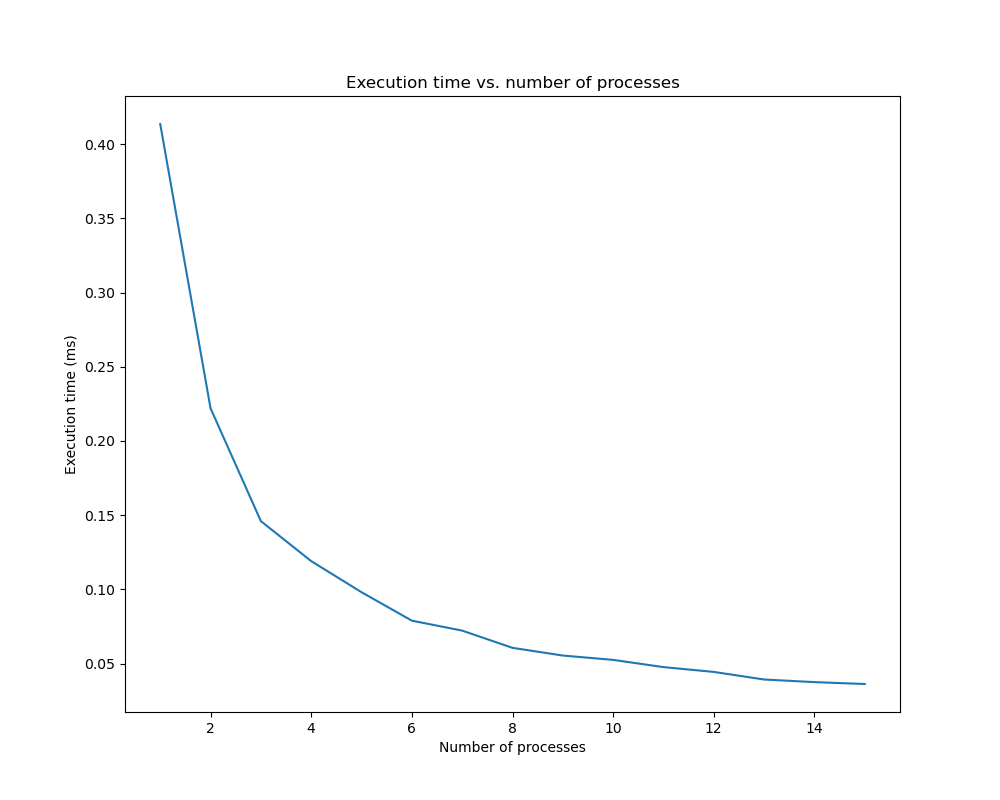 Execution time vs. number of processes
0.40
0.35
0.30
0.25
0.20
0.15
0.10
0.05
Execution time (ms)
2 4 6 8 10 12 14
Number of processes